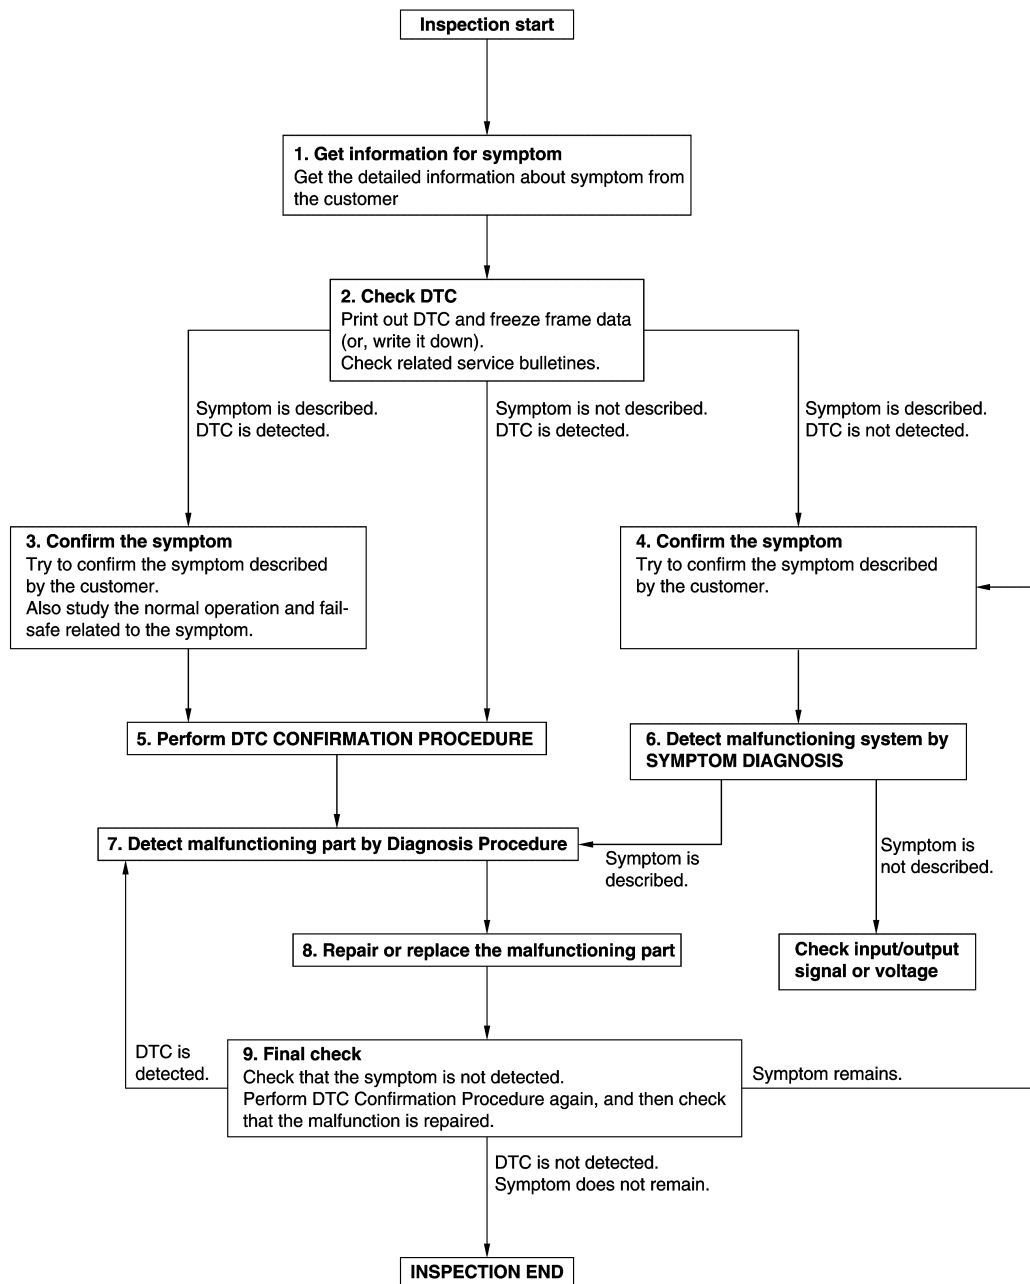 Inspection start
1. Get information for symptom
Get the detailed information about symptom from
the customer
2. Check DTC
Print out DTC and freeze frame data
(or, write it down).
Check related service bulletines.
Symptom is described.
DTC is detected.
Symptom is not described.
DTC is detected.
Symptom is described.
DTC is not detected.
3. Confirm the symptom
Try to confirm the symptom described
by the customer.
Also study the normal operation and fail-
safe related to the symptom.
4. Confirm the symptom
Try to confirm the symptom described
by the customer.
5. Perform DTC CONFIRMATION PROCEDURE
6. Detect malfunctioning system by
SYMPTOM DIAGNOSIS
7. Detect malfunctioning part by Diagnosis Procedure
Symptom is
described.
Symptom is
not described.
8. Repair or replace the malfunctioning part
Check input/output
signal or voltage
DTC is
detected.
9. Final check
Check that the symptom is not detected.
Perform DTC Confirmation Procedure again, and then check
that the malfunction is repaired.
Symptom remains.
DTC is not detected.
Symptom does not remain.
INSPECTION END